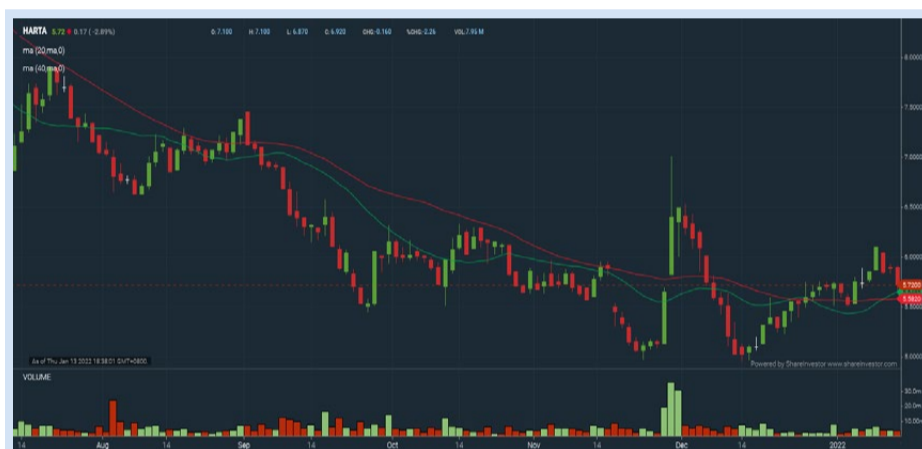 HARTA 5.72 0.17 (-2.89%) O: 7.100 H: 7.100 L: 6.870 C: 6.920 CHG:-0.160 %CHG:-2.26 VOL:7.95 M
ma (20,ma,0)
ma (40,ma,0)
8.0000
7.5000
7.0000
6.5000
6.0000
5.7200
5.5000
5.0000
As of Thu Jan 13 2022 18:38:01 GMT+0800
Powered by ShareInvestor www.shareinvestor.com
VOLUME
30.0m
20.0m
10.00m
14 Aug 14 Sep 14 Oct 14 Nov 14 Dec 14 2022